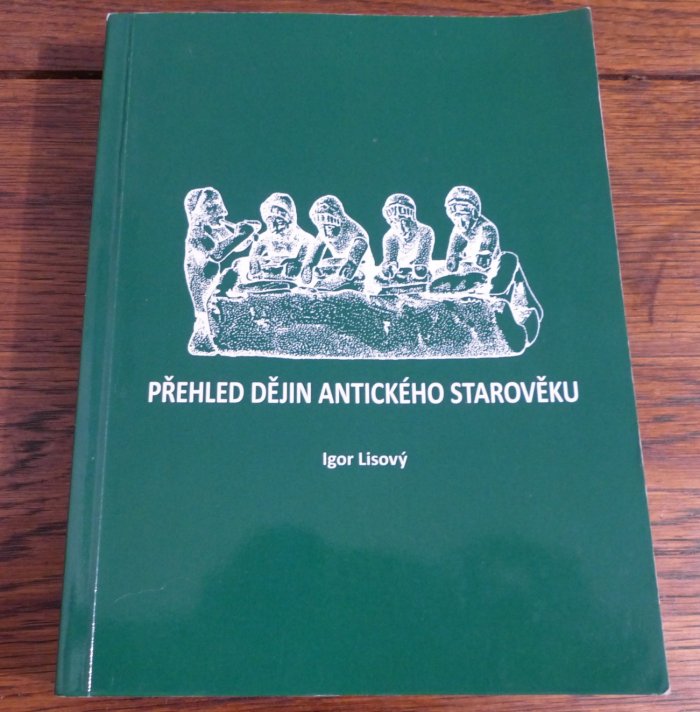 PŘEHLED DĚJIN ANTICKÉHO STAROVĚKU
Igor Lisový